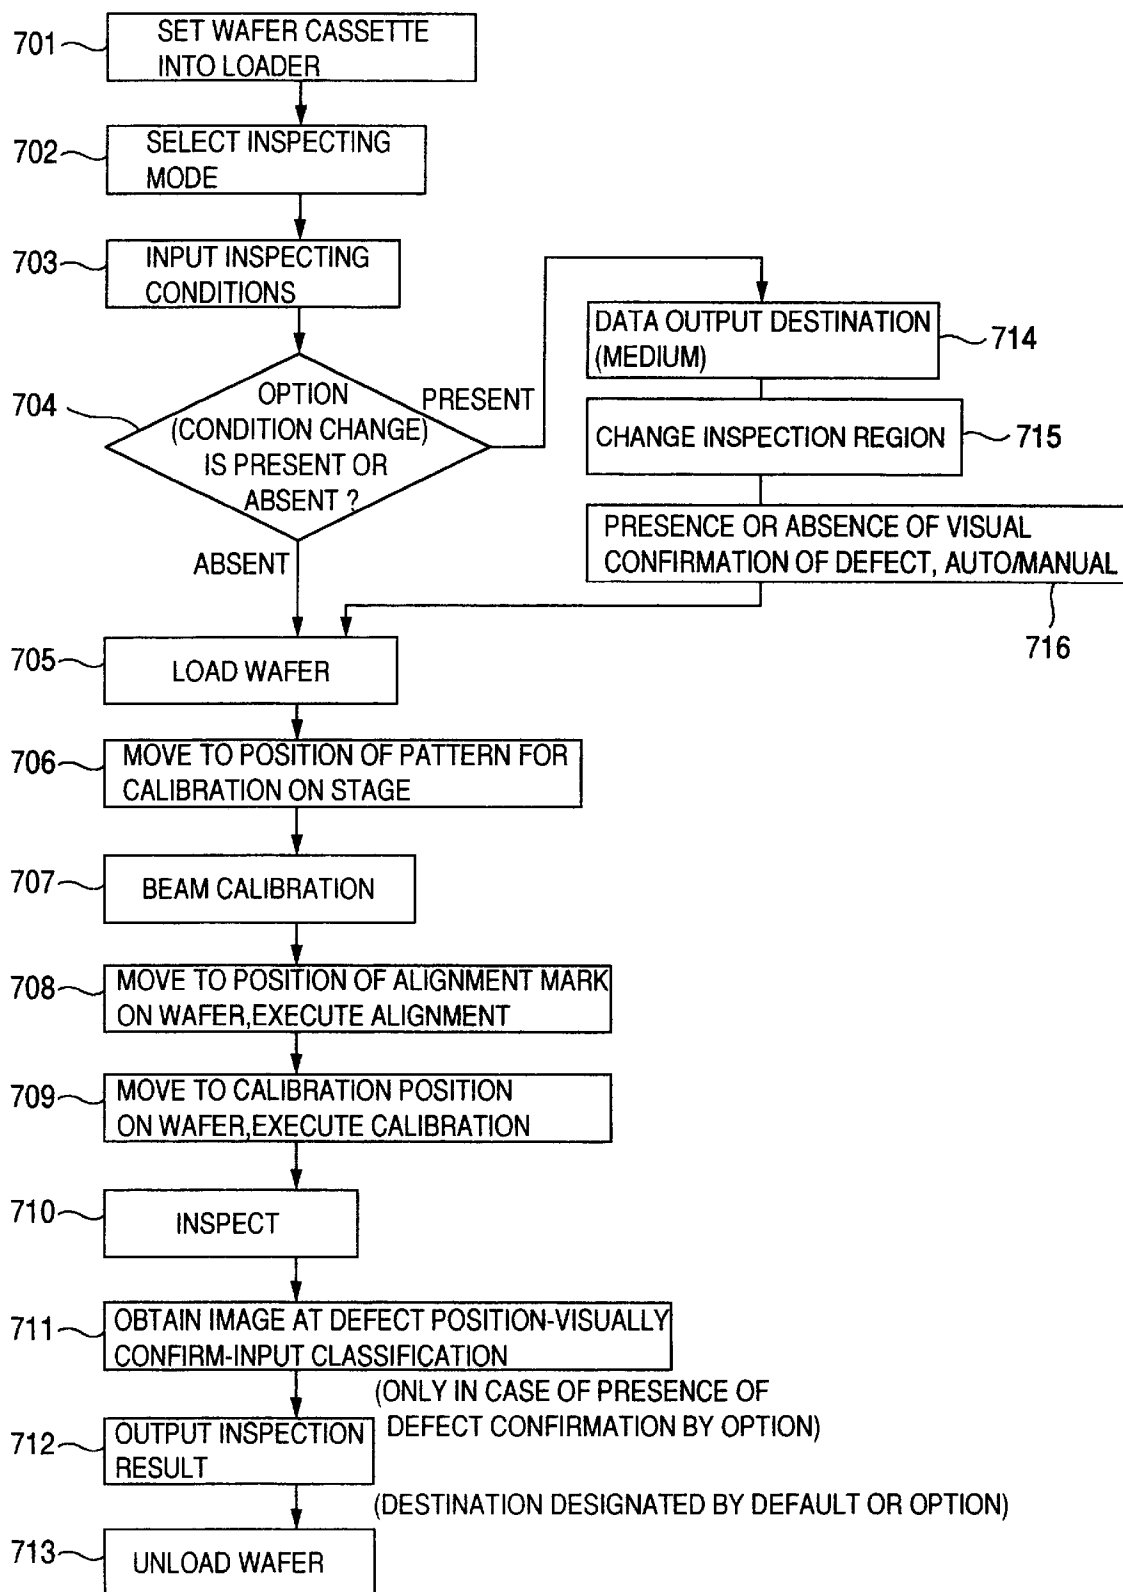 701
SET WAFER CASSETTE
INTO LOADER
702
SELECT INSPECTING
MODE
703
INPUT INSPECTING
CONDITIONS
704
OPTION
(CONDITION CHANGE)
IS PRESENT OR
ABSENT ?
PRESENT
ABSENT
DATA OUTPUT DESTINATION
(MEDIUM)
714
CHANGE INSPECTION REGION
715
PRESENCE OR ABSENCE OF VISUAL
CONFIRMATION OF DEFECT, AUTO/MANUAL
716
705
LOAD WAFER
706
MOVE TO POSITION OF PATTERN FOR
CALIBRATION ON STAGE
707
BEAM CALIBRATION
708
MOVE TO POSITION OF ALIGNMENT MARK
ON WAFER,EXECUTE ALIGNMENT
709
MOVE TO CALIBRATION POSITION
ON WAFER,EXECUTE CALIBRATION
710
INSPECT
711
OBTAIN IMAGE AT DEFECT POSITION-VISUALLY
CONFIRM-INPUT CLASSIFICATION
(ONLY IN CASE OF PRESENCE OF
DEFECT CONFIRMATION BY OPTION)
712
OUTPUT INSPECTION
RESULT
(DESTINATION DESIGNATED BY DEFAULT OR OPTION)
713
UNLOAD WAFER